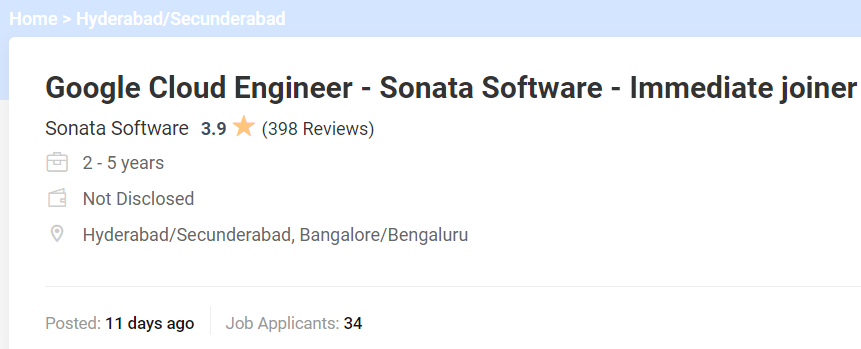 Home > Hyderabad/Secunderabad
Google Cloud Engineer - Sonata Software - Immediate joiner
Sonata Software 3.9 ★ (398 Reviews)
2 - 5 years
Not Disclosed
Hyderabad/Secunderabad, Bangalore/Bengaluru
Posted: 11 days ago Job Applicants: 34